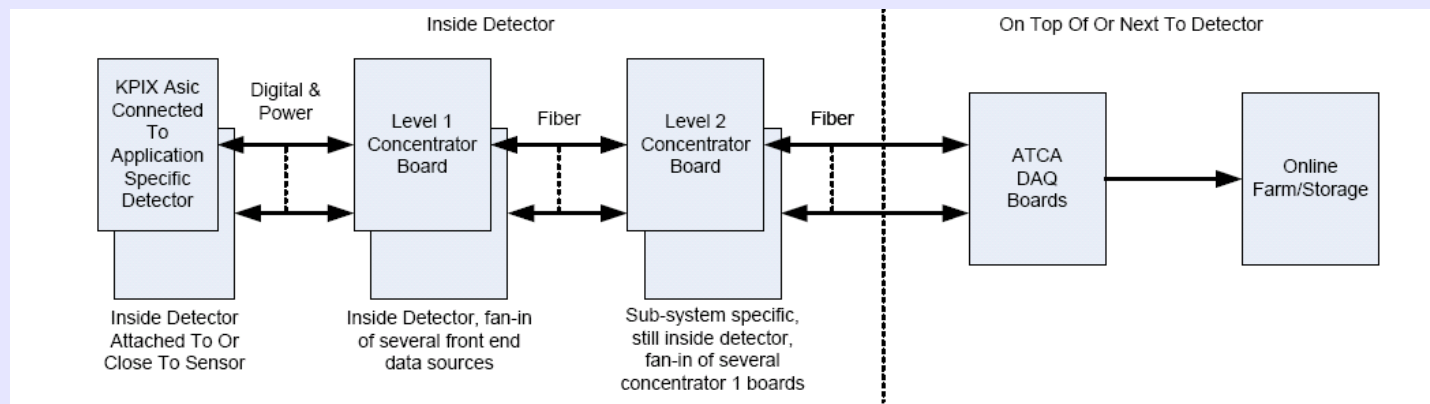 Inside Detector
On Top Of Or Next To Detector
KPIX Asic
Connected
To
Application
Specific
Detector
Digital &
Power
Level 1
Concentrator
Board
Fiber
Level 2
Concentrator
Board
Fiber
ATCA
DAQ
Boards
Online
Farm/Storage
Inside Detector
Attached To Or
Close To Sensor
Inside Detector, fan-in
of several front end
data sources
Sub-system specific,
still inside detector,
fan-in of several
concentrator 1 boards